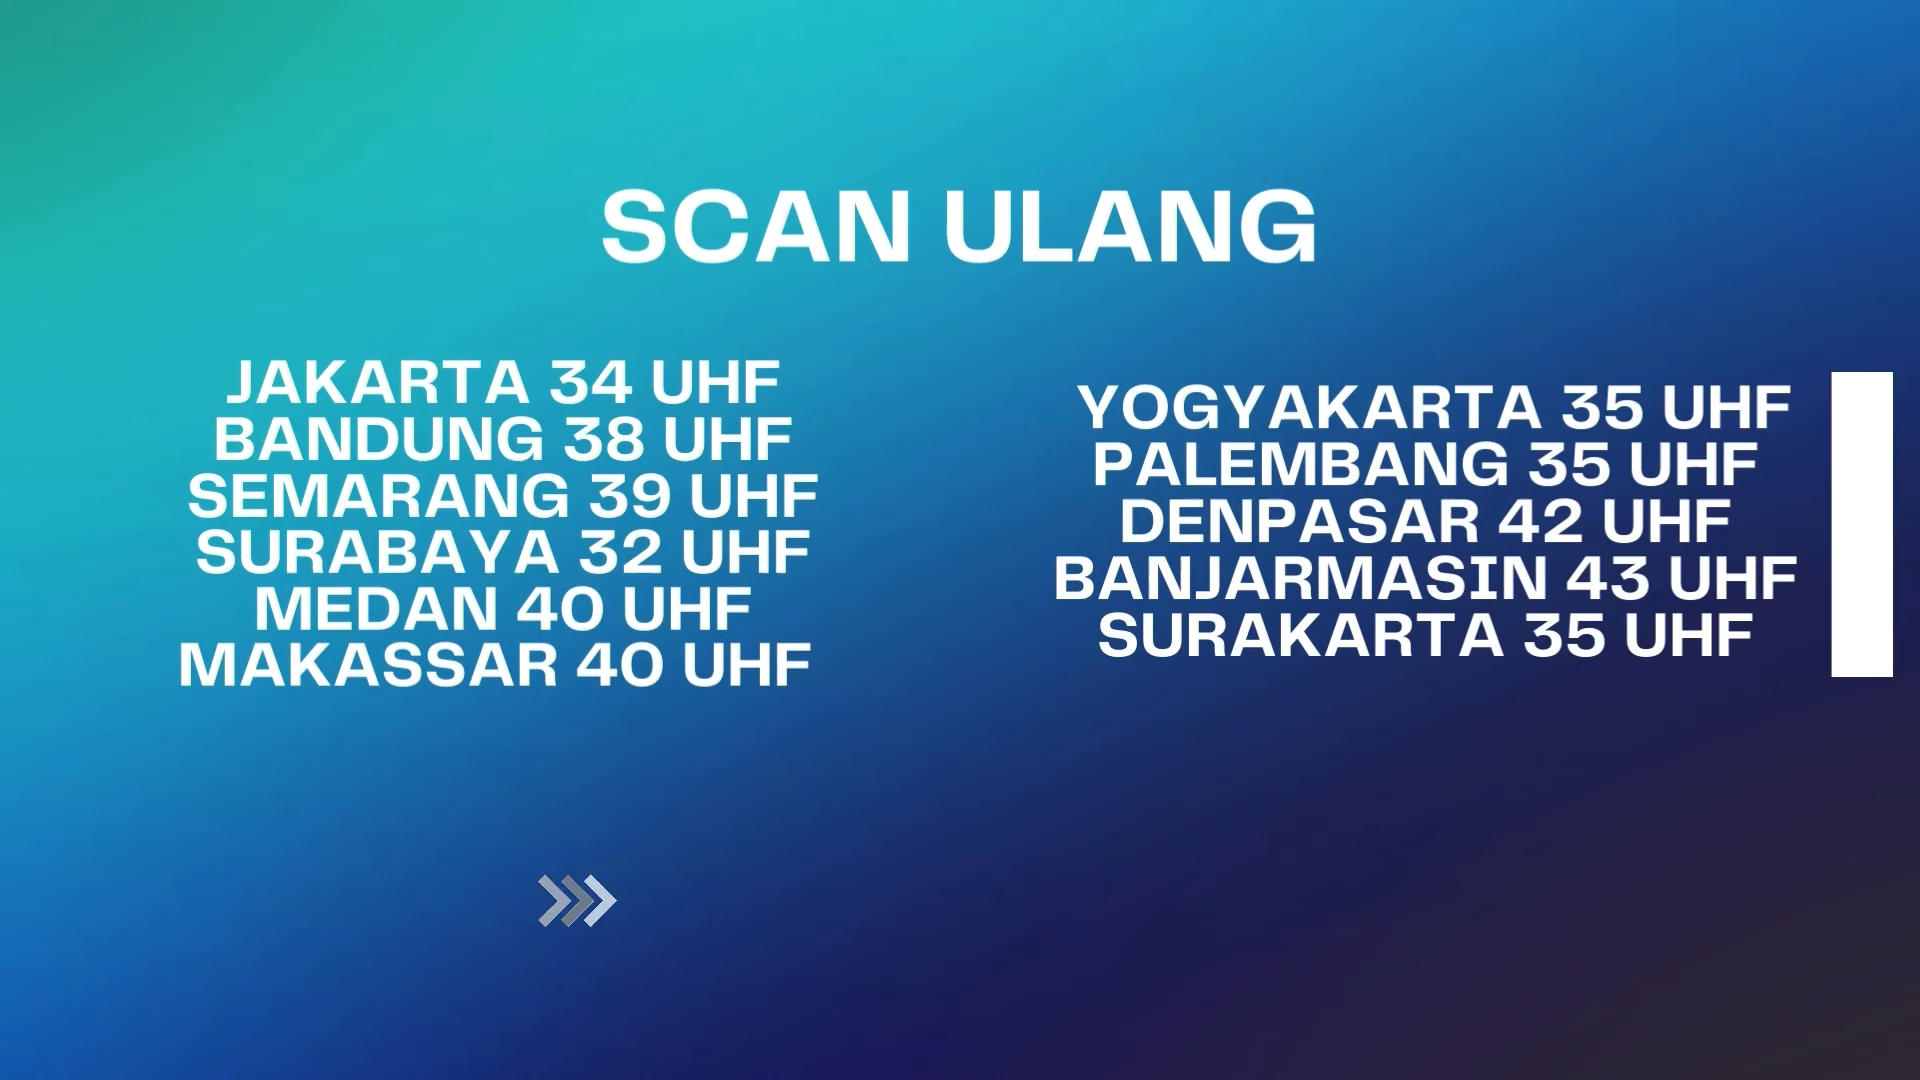 SCAN ULANG
JAKARTA 34 UHF
BANDUNG 38 UHF
SEMARANG 39 UHF
SURABAYA 32 UHF
MEDAN 40 UHF
MAKASSAR 40 UHF
YOGYAKARTA 35 UHF
PALEMBANG 35 UHF
DENPASAR 42 UHF
BANJARMASIN 43 UHF
SURAKARTA 35 UHF